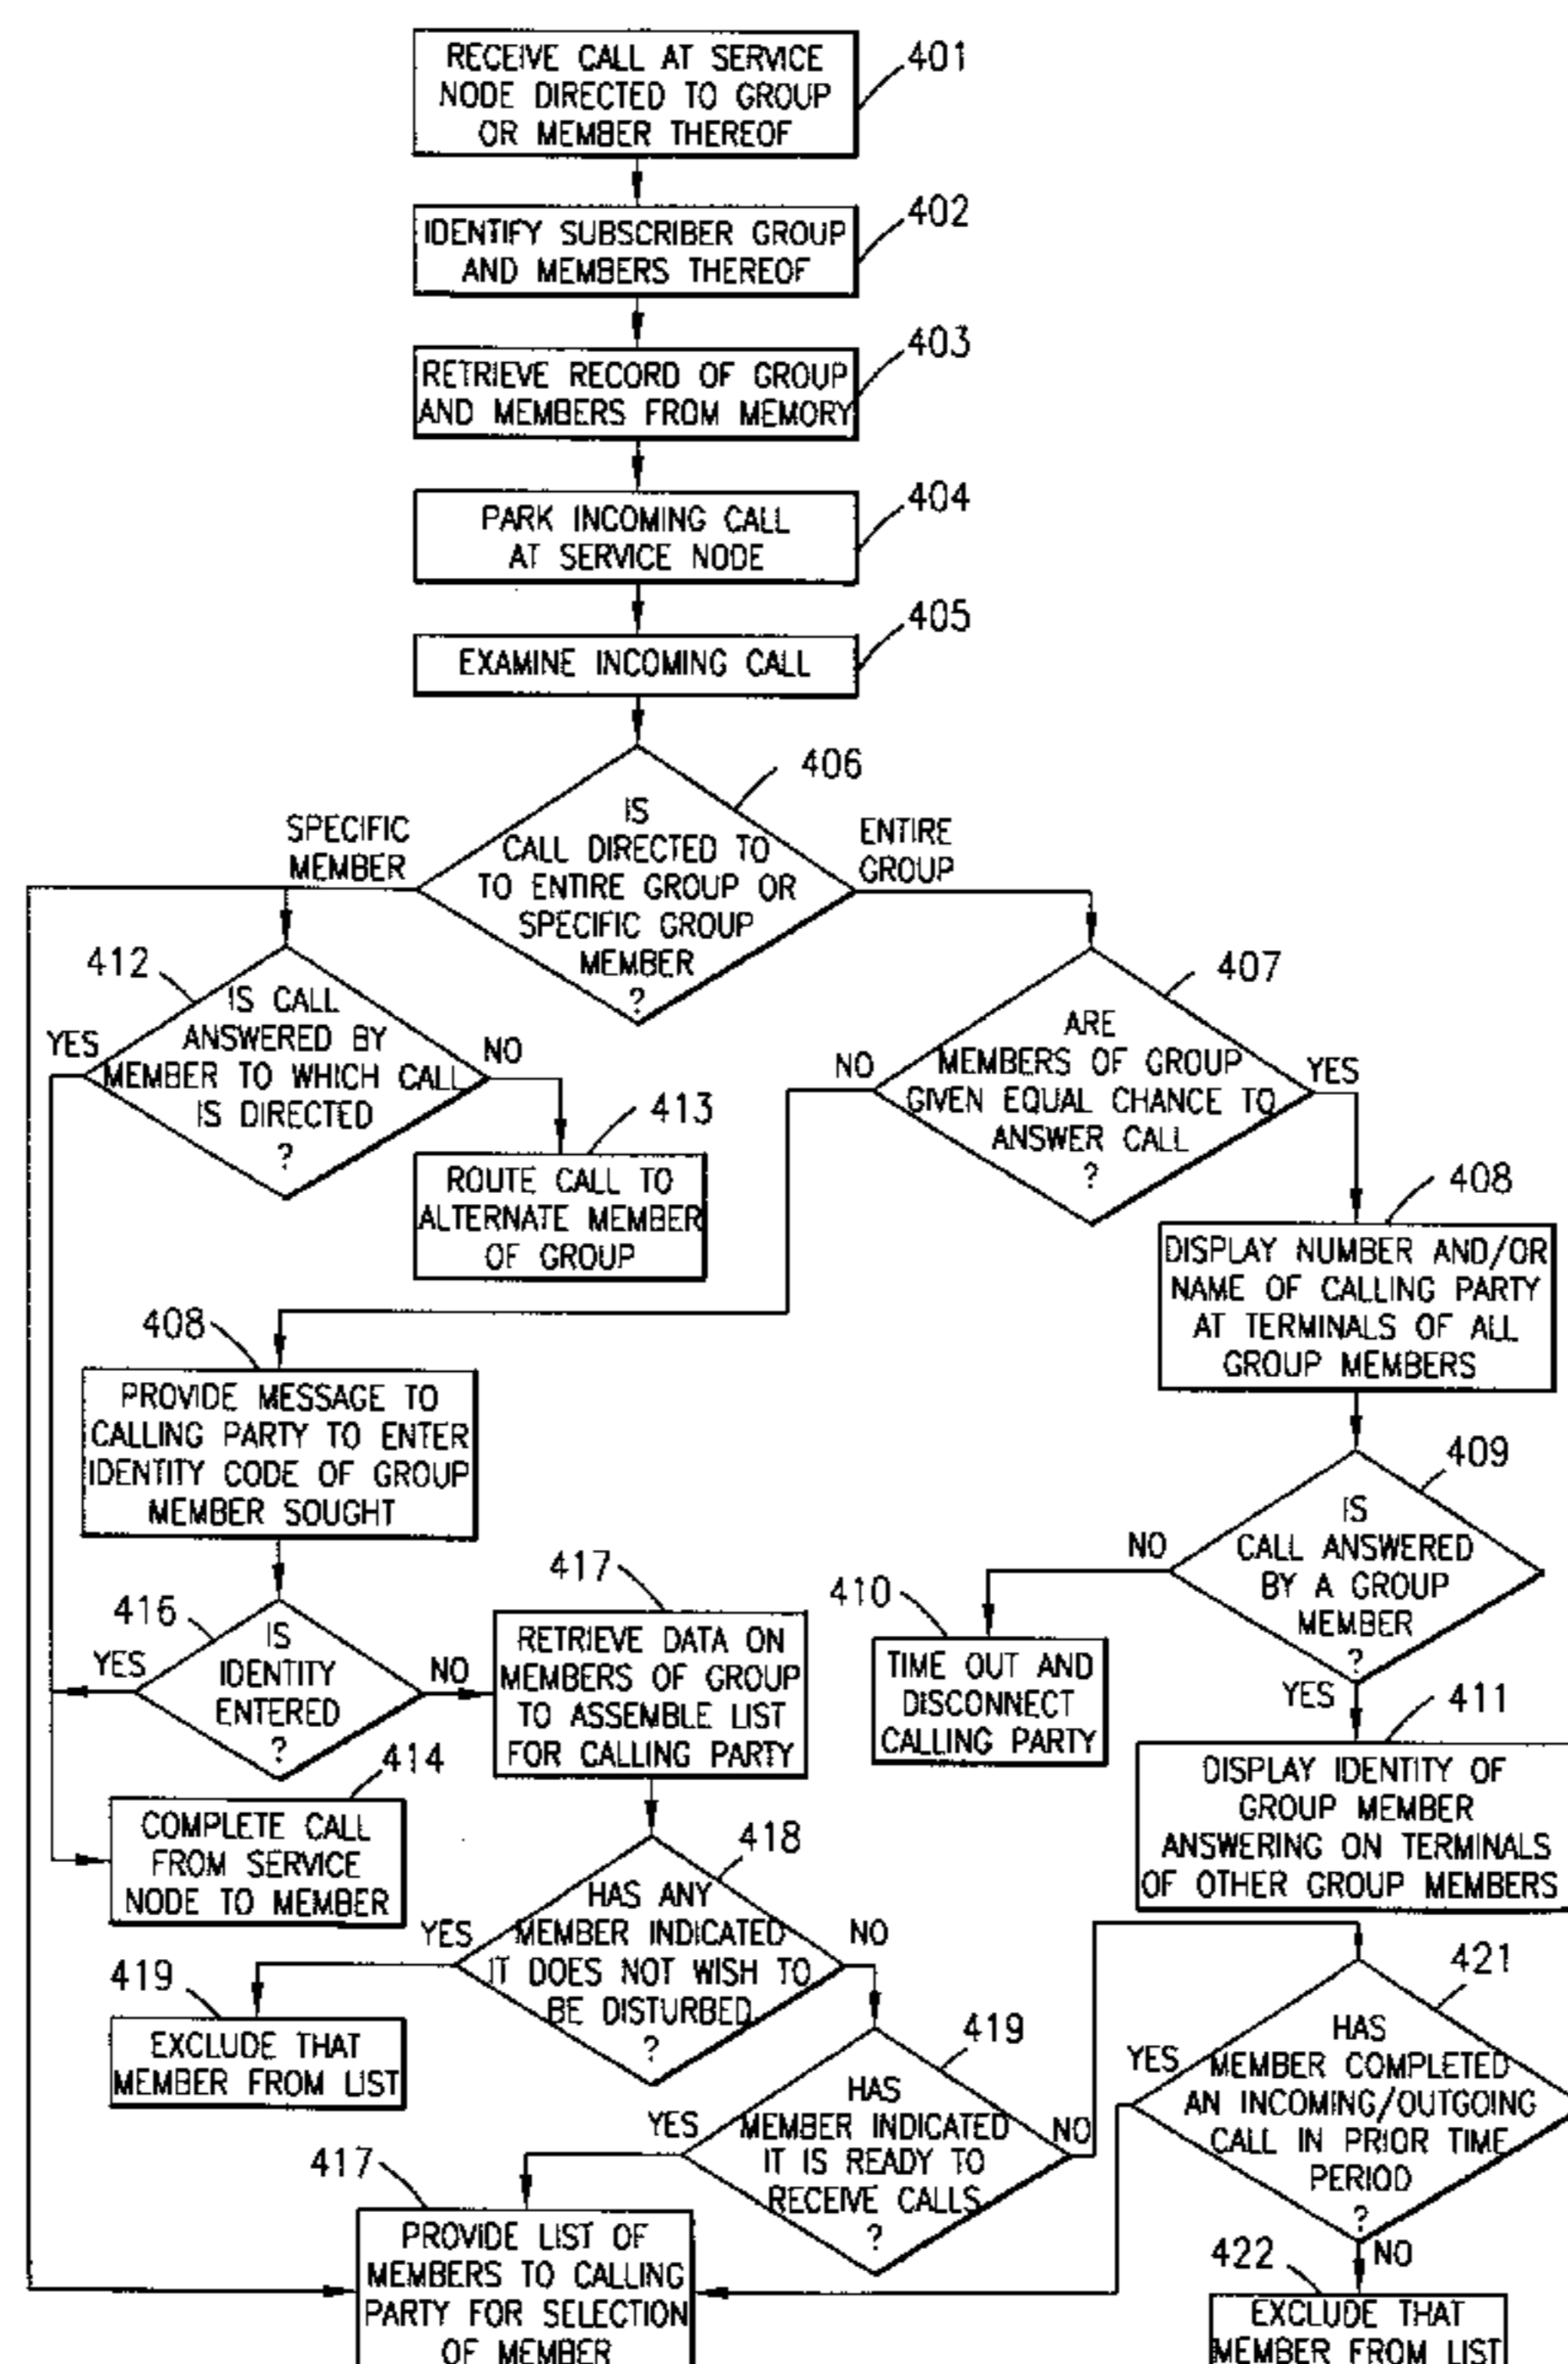 RECEIVE CALL AT SERVICE
NODE DIRECTED TO GROUP
OR MEMBER THEREOF
401
IDENTIFY SUBSCRIBER GROUP
AND MEMBERS THEREOF
402
RETRIEVE RECORD OF GROUP
AND MEMBERS FROM MEMORY
403
PARK INCOMING CALL
AT SERVICE NODE
404
EXAMINE INCOMING CALL
405
406
IS
CALL DIRECTED TO
TO ENTIRE GROUP OR
SPECIFIC GROUP
MEMBER
?
SPECIFIC
MEMBER
ENTIRE
GROUP
412
IS CALL
ANSWERED BY
MEMBER TO WHICH CALL
IS DIRECTED
?
YES
NO
413
ROUTE CALL TO
ALTERNATE MEMBER
OF GROUP
407
ARE
MEMBERS OF GROUP
GIVEN EQUAL CHANCE TO
ANSWER CALL
?
NO
YES
408
DISPLAY NUMBER AND/OR
NAME OF CALLING PARTY
AT TERMINALS OF ALL
GROUP MEMBERS
408
PROVIDE MESSAGE TO
CALLING PARTY TO ENTER
IDENTITY CODE OF GROUP
MEMBER SOUGHT
409
IS
CALL ANSWERED
BY A GROUP
MEMBER
?
NO
YES
410
TIME OUT AND
DISCONNECT
CALLING PARTY
411
DISPLAY IDENTITY OF
GROUP MEMBER
ANSWERING ON TERMINALS
OF OTHER GROUP MEMBERS
416
IS
IDENTITY
ENTERED
?
YES
NO
417
RETRIEVE DATA ON
MEMBERS OF GROUP
TO ASSEMBLE LIST
FOR CALLING PARTY
414
COMPLETE CALL
FROM SERVICE
NODE TO MEMBER
418
HAS ANY
MEMBER INDICATED
IT DOES NOT WISH TO
BE DISTURBED
?
YES
NO
419
EXCLUDE THAT
MEMBER FROM LIST
419
HAS
MEMBER INDICATED
IT IS READY TO
RECEIVE CALLS
?
YES
NO
421
HAS
MEMBER COMPLETED
AN INCOMING/OUTGOING
CALL IN PRIOR TIME
PERIOD
?
YES
NO
417
PROVIDE LIST OF
MEMBERS TO CALLING
PARTY FOR SELECTION
OF MEMBER
422
EXCLUDE THAT
MEMBER FROM LIST